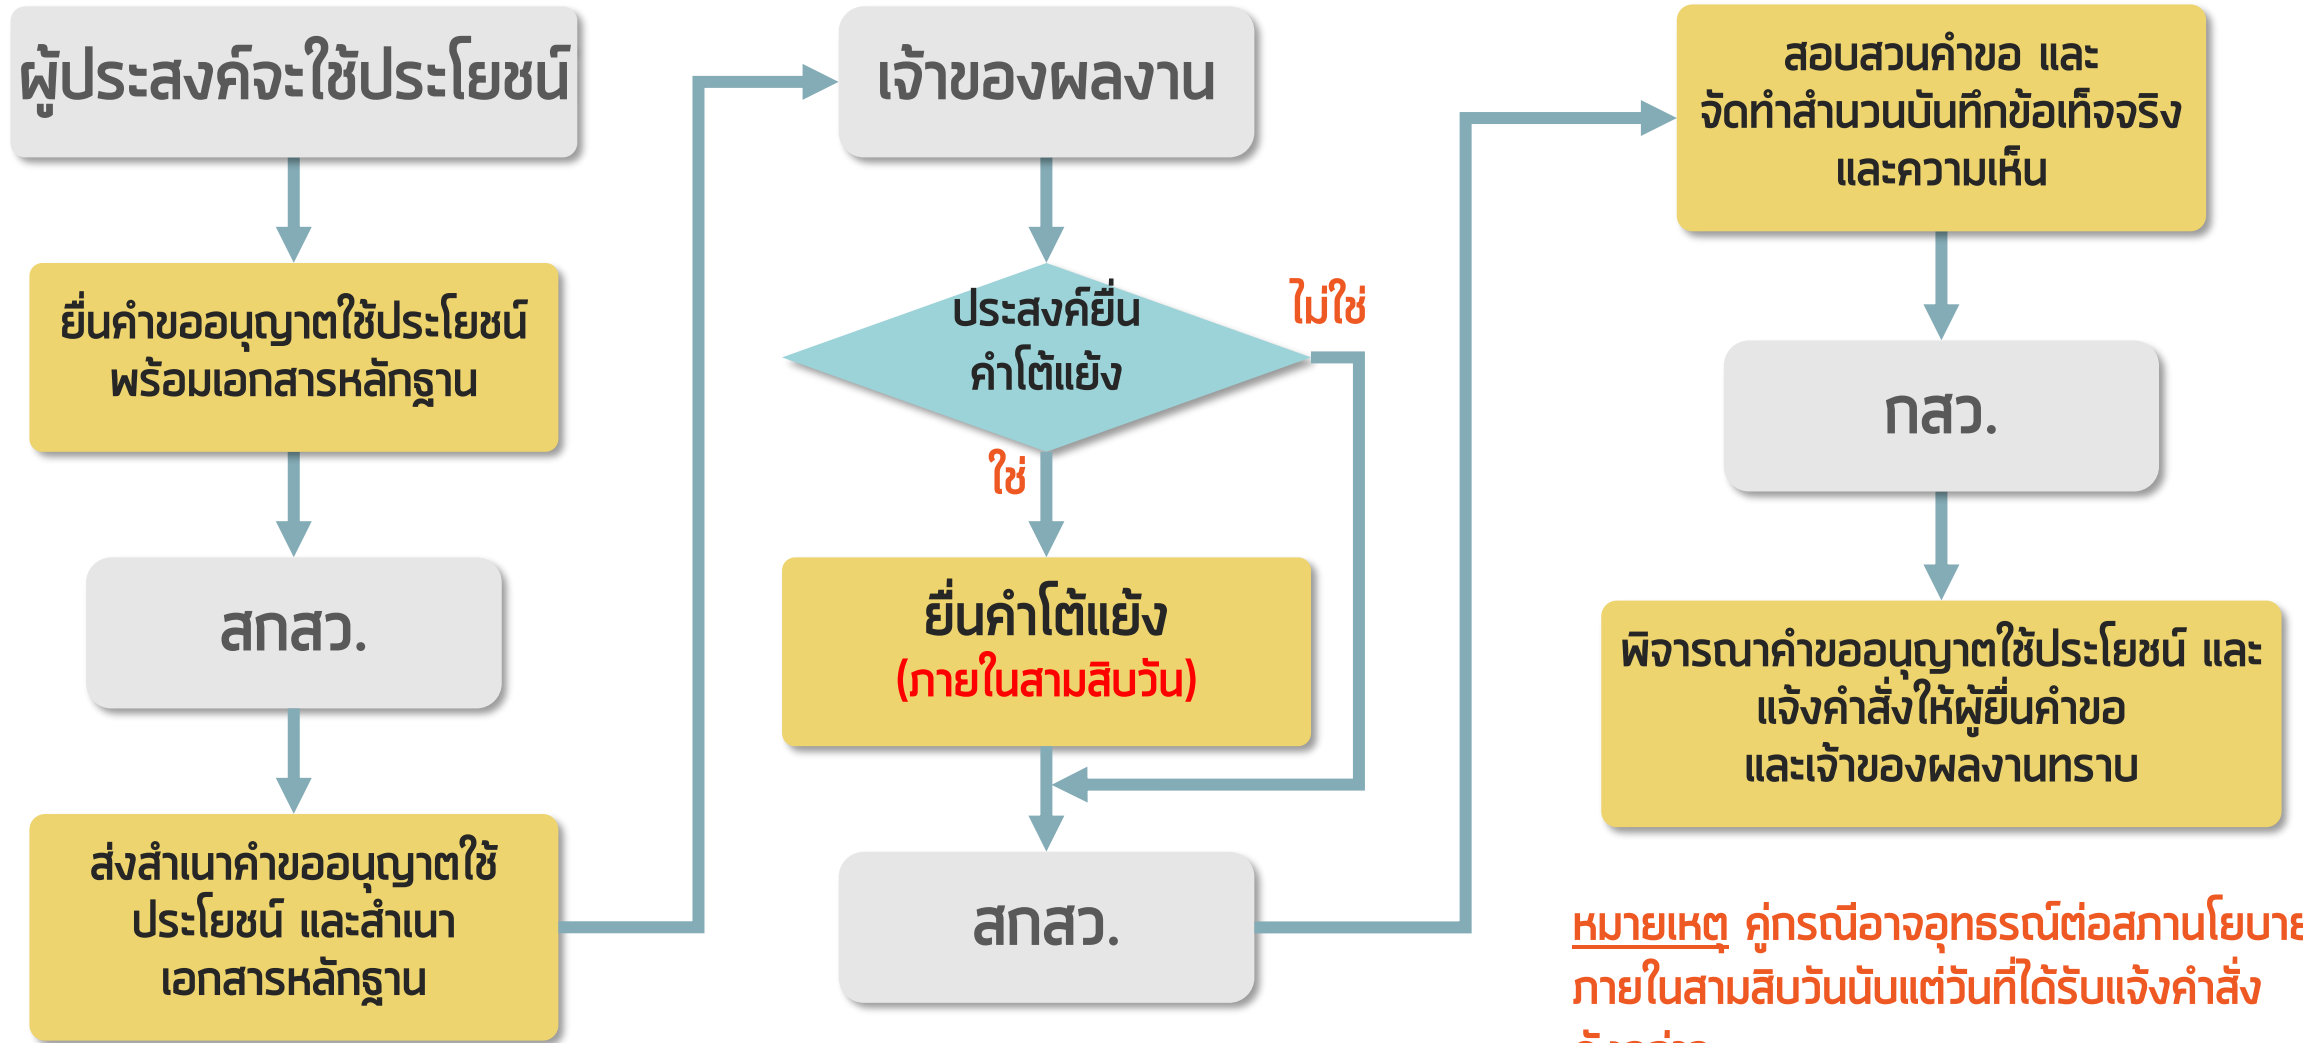 ผู้ประสงค์จะใช้ประโยชน์
ยื่นคำขออนุญาตใช้ประโยชน์
พร้อมเอกสารหลักฐาน
สกสว.
ส่งสำเนาคำขออนุญาตใช้
ประโยชน์ และสำเนา
เอกสารหลักฐาน
เจ้าของผลงาน
ประสงค์ยื่น
คำโต้แย้ง
ไม่ใช่
ใช่
ยื่นคำโต้แย้ง
(ภายในสามสิบวัน)
สกสว.
สอบสวนคำขอ และ
จัดทำสำนวนบันทึกข้อเท็จจริง
และความเห็น
กสว.
พิจารณาคำขออนุญาตใช้ประโยชน์ และ
แจ้งคำสั่งให้ผู้ยื่นคำขอ
และเจ้าของผลงานทราบ
หมายเหตุ คู่กรณีอาจอุทธรณ์ต่อสภานโยบาย
ภายในสามสิบวันนับแต่วันที่ได้รับแจ้งคำสั่ง